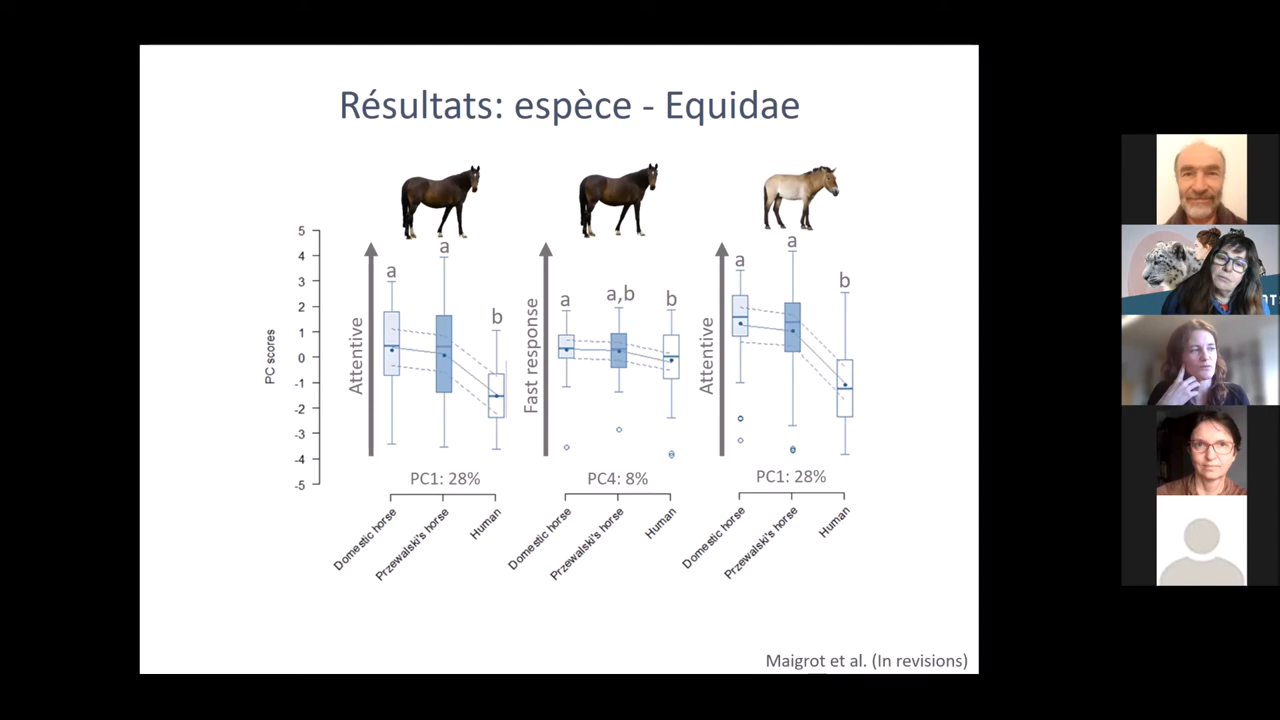 Résultats: espèce - Equidae
a
a
b
a
a,b
b
a
a
b
5
4
3
2
1
0
-1
-2
-3
-4
-5
PC scores
Attentive
Fast response
Attentive
PC1: 28%
PC4: 8%
PC1: 28%
Domestic horse
Przewalski's horse
Human
Domestic horse
Przewalski's horse
Human
Domestic horse
Przewalski's horse
Human
Maigrot et al. (In revisions)